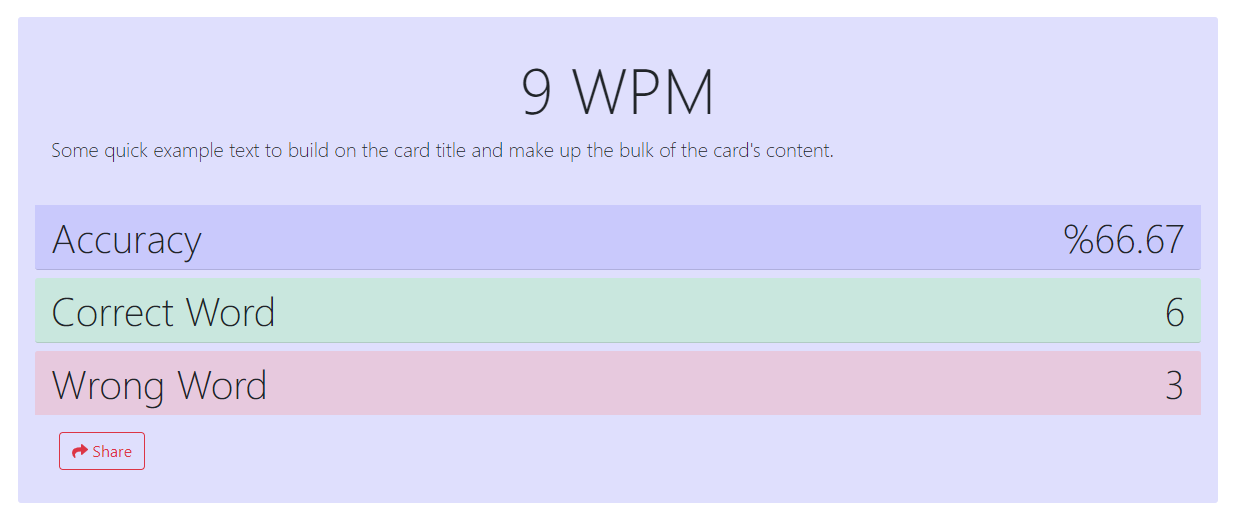 9 WPM
Some quick example text to build on the card title and make up the bulk of the card's content.
Accuracy %66.67
Correct Word 6
Wrong Word 3
Share